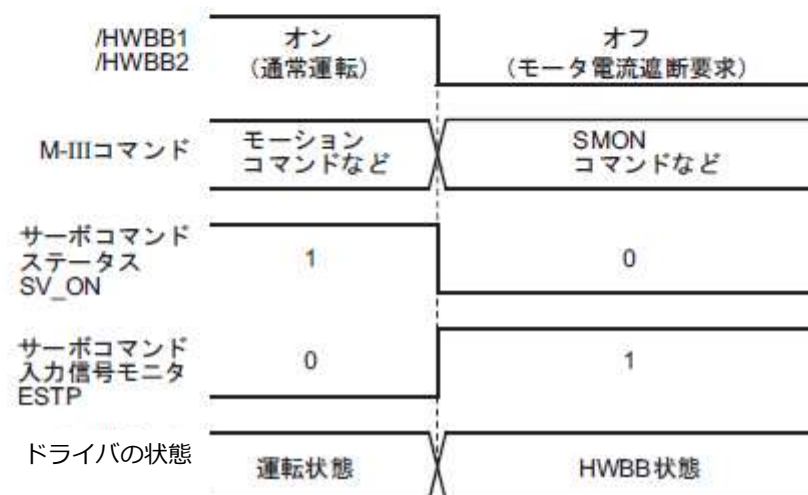 /HWBB1
/HWBB2
オン
(通常運転)
オフ
(モータ電流遮断要求)
M-IIIコマンド
モーション
コマンドなど
SMON
コマンドなど
サーボコマンド
ステータス
SV_ON
1
0
サーボコマンド
入力信号モニタ
ESTP
0
1
ドライバの状態
運転状態
HWBB状態